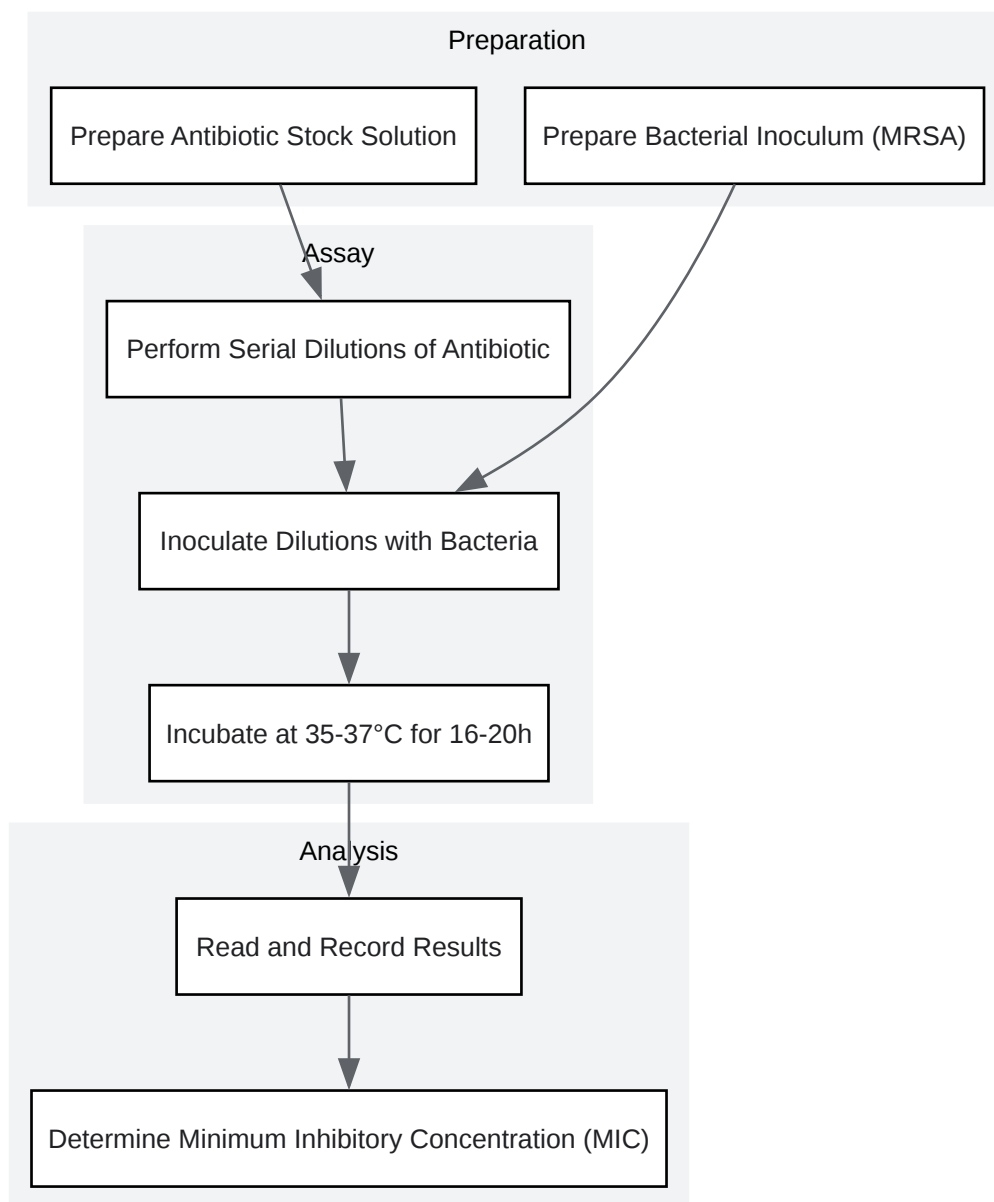 Preparation
Prepare Antibiotic Stock Solution
Prepare Bacterial Inoculum (MRSA)
Assay
Perform Serial Dilutions of Antibiotic
Inoculate Dilutions with Bacteria
Incubate at 35-37°C for 16-20h
Analysis
Read and Record Results
Determine Minimum Inhibitory Concentration (MIC)